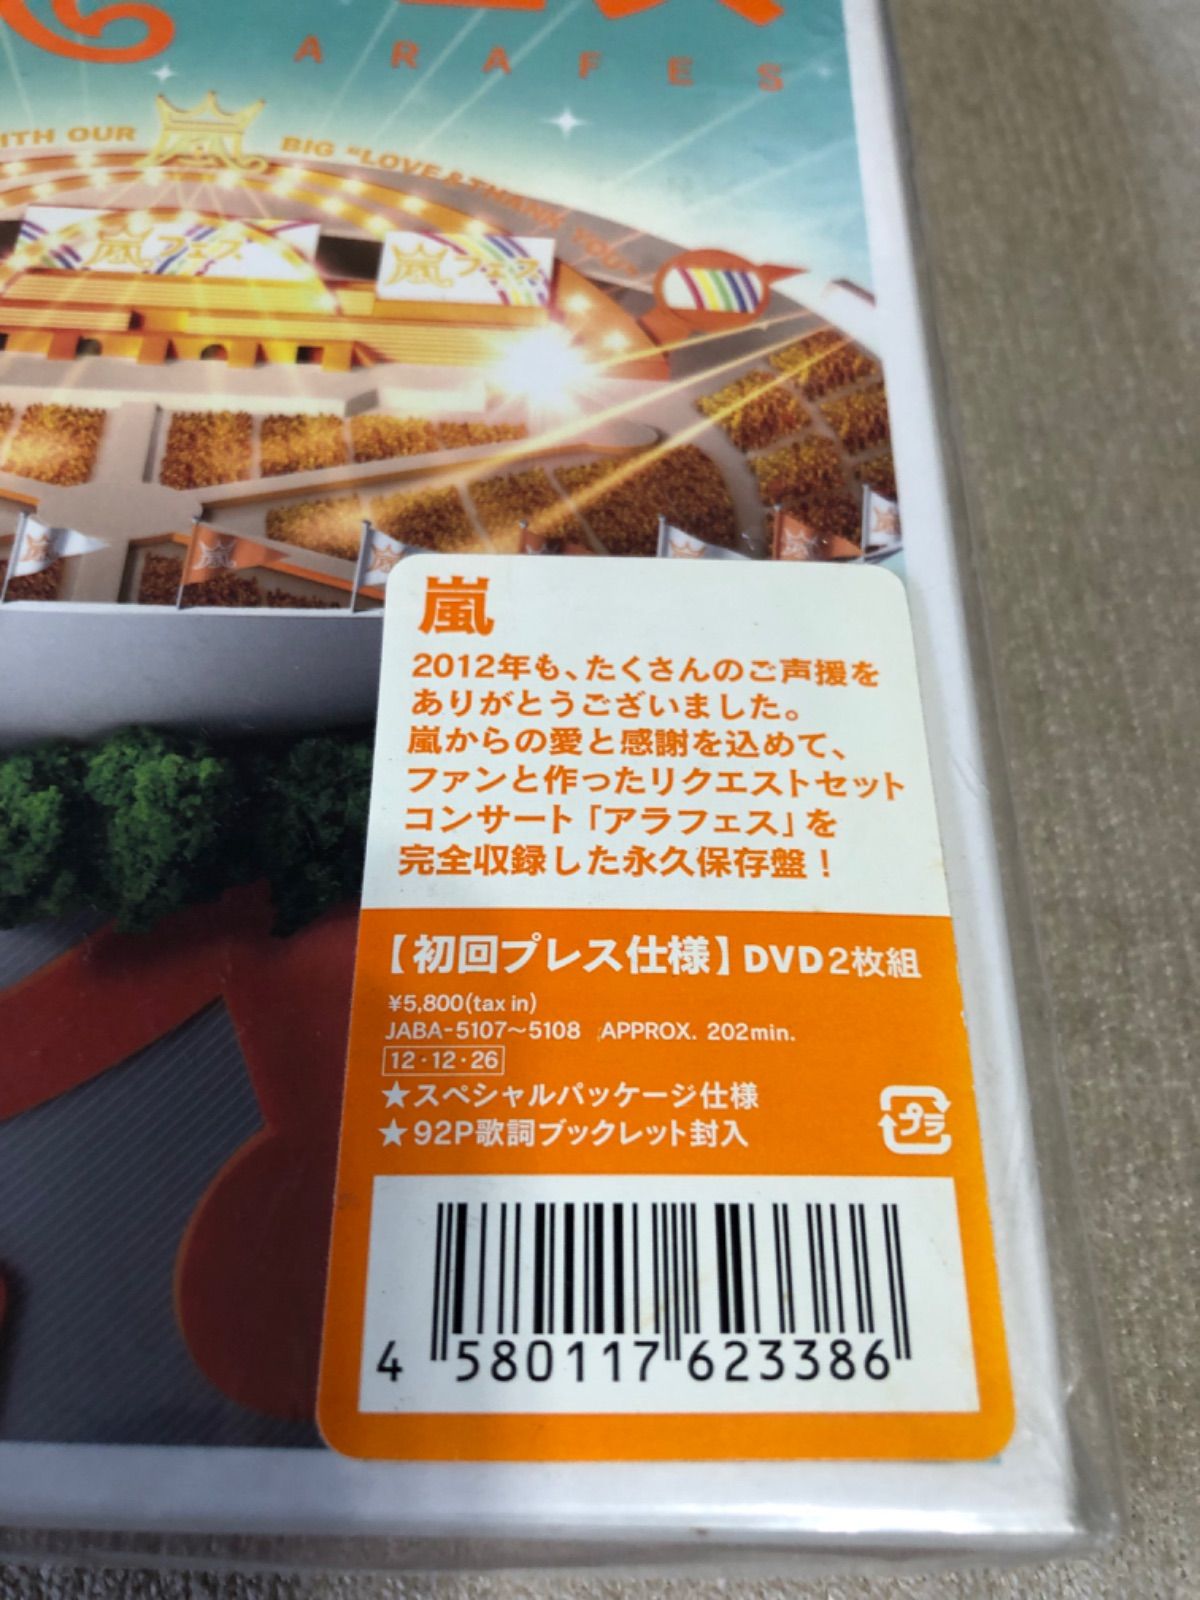 ARAFES
WITH OUR
嵐
BIG "LOVE & THANK YOU"
嵐フェス
嵐フェス
嵐
2012年も、たくさんのご声援を
ありがとうございました。
嵐からの愛と感謝を込めて、
ファンと作ったリクエストセット
コンサート「アラフェス」を
完全収録した永久保存盤！
【初回プレス仕様】DVD2枚組
¥5,800(tax in)
JABA-5107〜5108 APPROX. 202min.
12・12・26
★スペシャルパッケージ仕様
★92P歌詞ブックレット封入
プラ
4 580117 623386